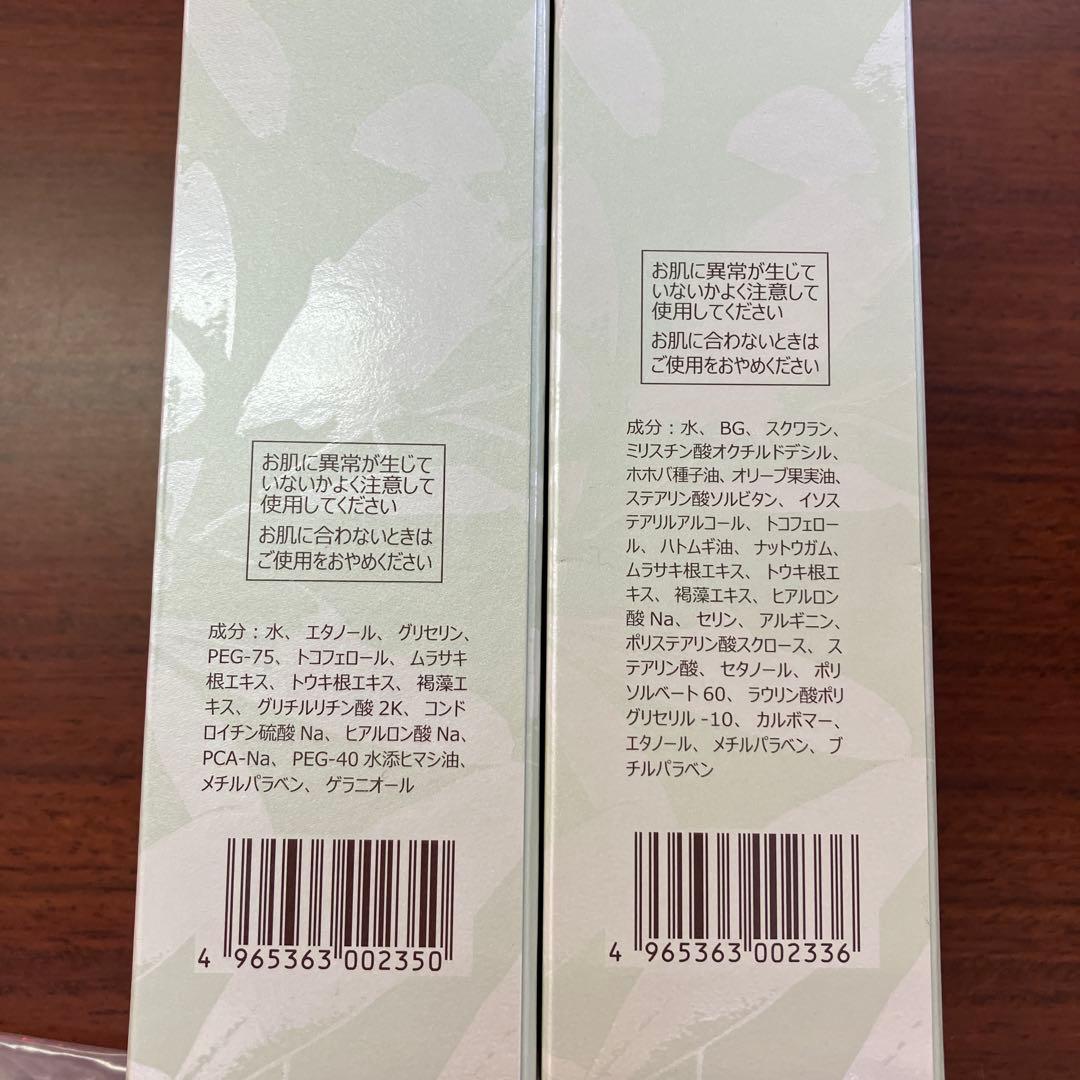 お肌に異常が生じて
いないかよく注意して
使用してください
お肌に合わないときは
ご使用をおやめください
成分：水、エタノール、グリセリン、
PEG-75、トコフェロール、ムラサキ
根エキス、トウキ根エキス、褐藻エ
キス、グリチルリチン酸2K、コンド
ロイチン硫酸Na、ヒアルロン酸Na、
PCA-Na、PEG-40水添ヒマシ油、
メチルパラベン、ゲラニオール
4 965363 002350
お肌に異常が生じて
いないかよく注意して
使用してください
お肌に合わないときは
ご使用をおやめください
成分：水、BG、スクワラン、
ミリスチン酸オクチルドデシル、
ホホバ種子油、オリーブ果実油、
ステアリン酸ソルビタン、イソス
テアリルアルコール、トコフェロー
ル、ハトムギ油、ナットウガム、
ムラサキ根エキス、トウキ根エ
キス、褐藻エキス、ヒアルロン
酸Na、セリン、アルギニン、
ポリステアリン酸スクロース、ス
テアリン酸、セタノール、ポリ
ソルベート60、ラウリン酸ポリ
グリセリル-10、カルボマー、
エタノール、メチルパラベン、ブ
チルパラベン
4 965363 002336